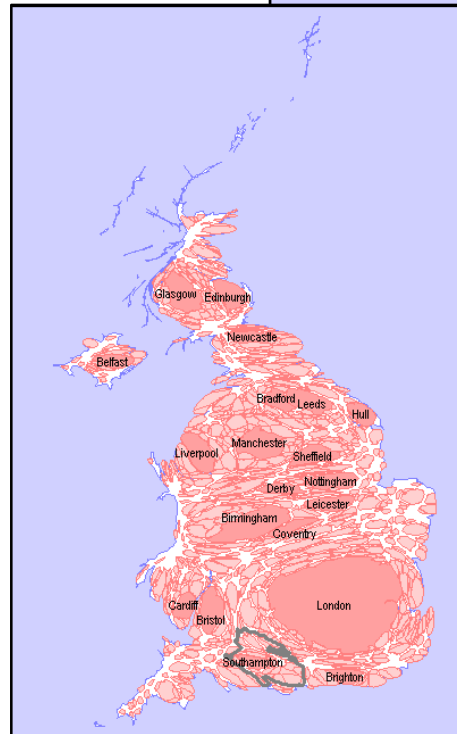 Glasgow
Edinburgh
Newcastle
Belfast
Bradford
Leeds
Hull
Manchester
Liverpool
Sheffield
Nottingham
Derby
Leicester
Birmingham
Coventry
Cardiff
London
Bristol
Southampton
Brighton